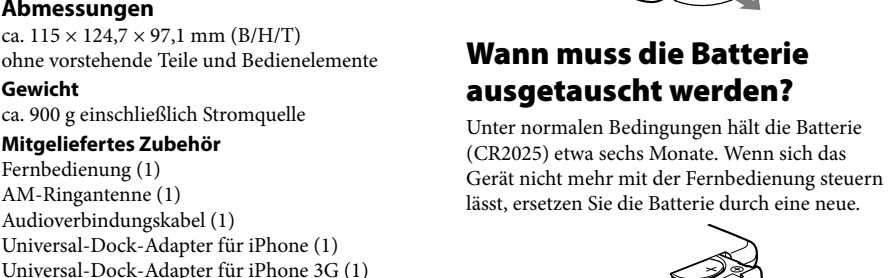 Abmessungen
ca. 115 × 124,7 × 97,1 mm (B/H/T)
ohne vorstehende Teile und Bedienelemente
Gewicht
ca. 900 g einschließlich Stromquelle
Mitgeliefertes Zubehör
Fernbedienung (1)
AM-Ringantenne (1)
Audioverbindungskabel (1)
Universal-Dock-Adapter für iPhone (1)
Universal-Dock-Adapter für iPhone 3G (1)
Wann muss die Batterie
ausgetauscht werden?
Unter normalen Bedingungen hält die Batterie
(CR2025) etwa sechs Monate. Wenn sich das
Gerät nicht mehr mit der Fernbedienung steuern
lässt, ersetzen Sie die Batterie durch eine neue.